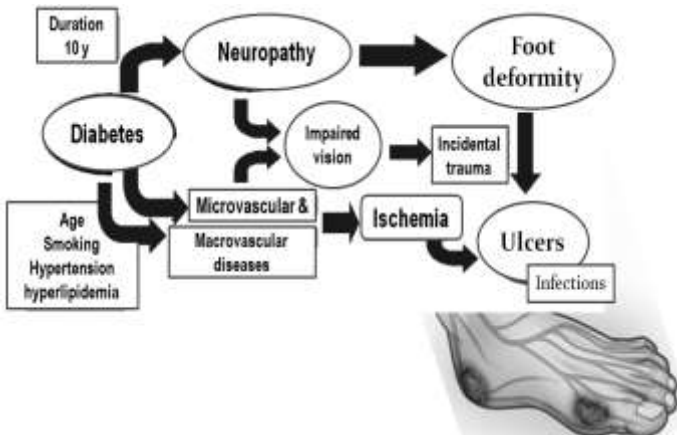 Duration
10 y
Neuropathy
Foot
deformity
Diabetes
Impaired
vision
Incidental
trauma
Microvascular &
Macrovascular
diseases
Ischemia
Age
Smoking
Hypertension
hyperlipidemia
Ulcers
Infections